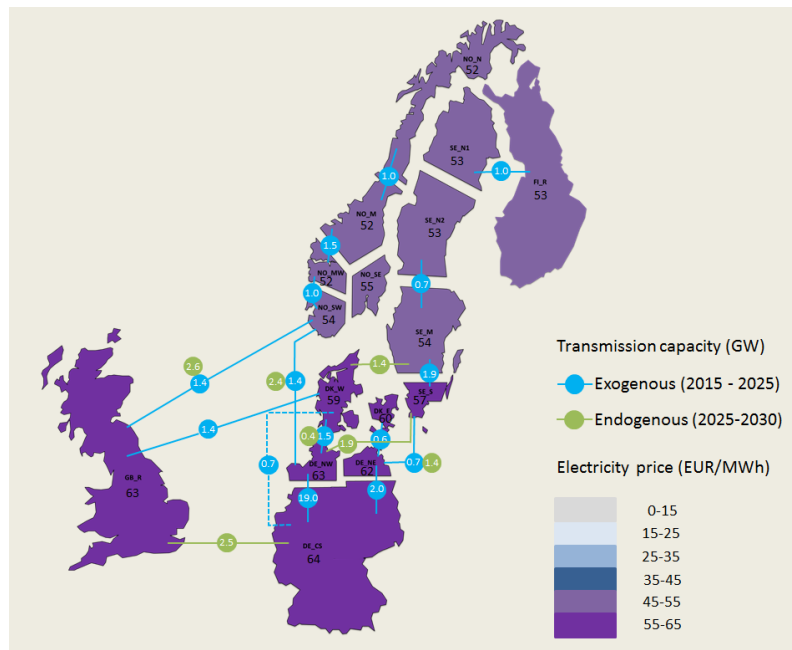 NO_N
52
SE_N1
53
1.0
1.0
FI_R
53
NO_M
52
SE_N2
53
1.5
NO_MW
52
NO_SE
55
1.0
0.7
NO_SW
54
SE_M
54
Transmission capacity (GW)
2.6
1.4
2.4
1.4
1.4
1.9
Exogenous (2015 - 2025)
DK_W
59
SE_S
57
DK_E
60
Endogenous (2025-2030)
1.4
0.4
1.5
1.9
0.6
0.7
DE_NW
63
DE_NE
62
0.7
1.4
Electricity price (EUR/MWh)
GB_R
63
19.0
2.0
0-15
15-25
2.5
DE_CS
64
25-35
35-45
45-55
55-65